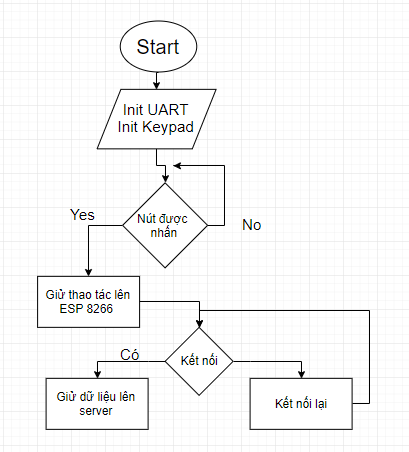 Start
Init UART
Init Keypad
Yes
Nút được
nhấn
No
Giử thao tác lên
ESP 8266
Có
Kết nối
Giử dữ liệu lên
server
Kết nối lại